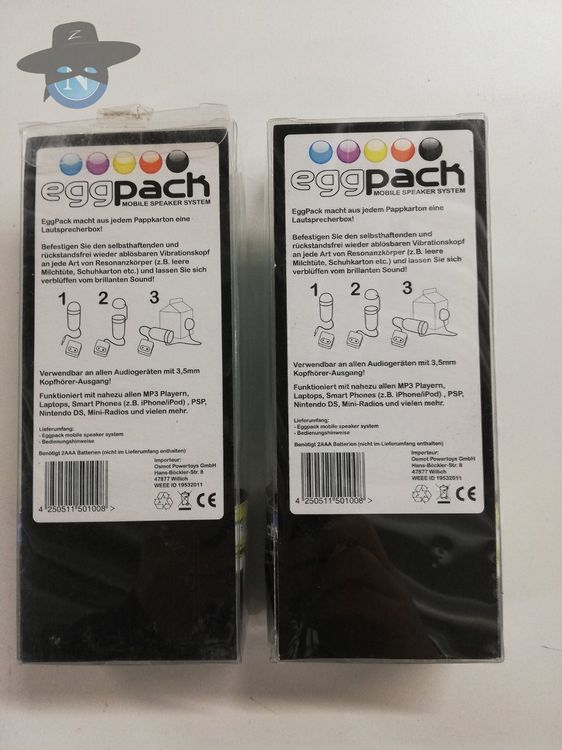 Z
N
eggpack
MOBILE SPEAKER SYSTEM
EggPack macht aus jedem Pappkarton eine
Lautsprecherbox!
Befestigen Sie den selbsthaftenden und
rückstandsfrei wieder ablösbaren Vibrationskopf
an jede Art von Resonanzkörper (z.B. leere
Milchtüte, Schuhkarton etc.) und lassen Sie sich
verblüffen vom brillanten Sound!
1 2 3
Verwendbar an allen Audiogeräten mit 3,5mm
Kopfhörer-Ausgang!
Funktioniert mit nahezu allen MP3 Playern,
Laptops, Smart Phones (z.B. iPhone/iPod) , PSP,
Nintendo DS, Mini-Radios und vielen mehr.
Lieferumfang:
- Eggpack mobile speaker system
- Bedienungshinweise
Benötigt 2AAA Batterien (nicht im Lieferumfang enthalten)
Importeur:
Osmot Powertoys GmbH
Hans-Böckler-Str. 8
47877 Willich
WEEE ID 19532011
CE
4 250511 501008 >
eggpack
MOBILE SPEAKER SYSTEM
EggPack macht aus jedem Pappkarton eine
Lautsprecherbox!
Befestigen Sie den selbsthaftenden und
rückstandsfrei wieder ablösbaren Vibrationskopf
an jede Art von Resonanzkörper (z.B. leere
Milchtüte, Schuhkarton etc.) und lassen Sie sich
verblüffen vom brillanten Sound!
1 2 3
Verwendbar an allen Audiogeräten mit 3,5mm
Kopfhörer-Ausgang!
Funktioniert mit nahezu allen MP3 Playern,
Laptops, Smart Phones (z.B. iPhone/iPod) , PSP,
Nintendo DS, Mini-Radios und vielen mehr.
Lieferumfang:
- Eggpack mobile speaker system
- Bedienungshinweise
Benötigt 2AAA Batterien (nicht im Lieferumfang enthalten)
Importeur:
Osmot Powertoys GmbH
Hans-Böckler-Str. 8
47877 Willich
WEEE ID 19532011
CE
4 250511 501008 >